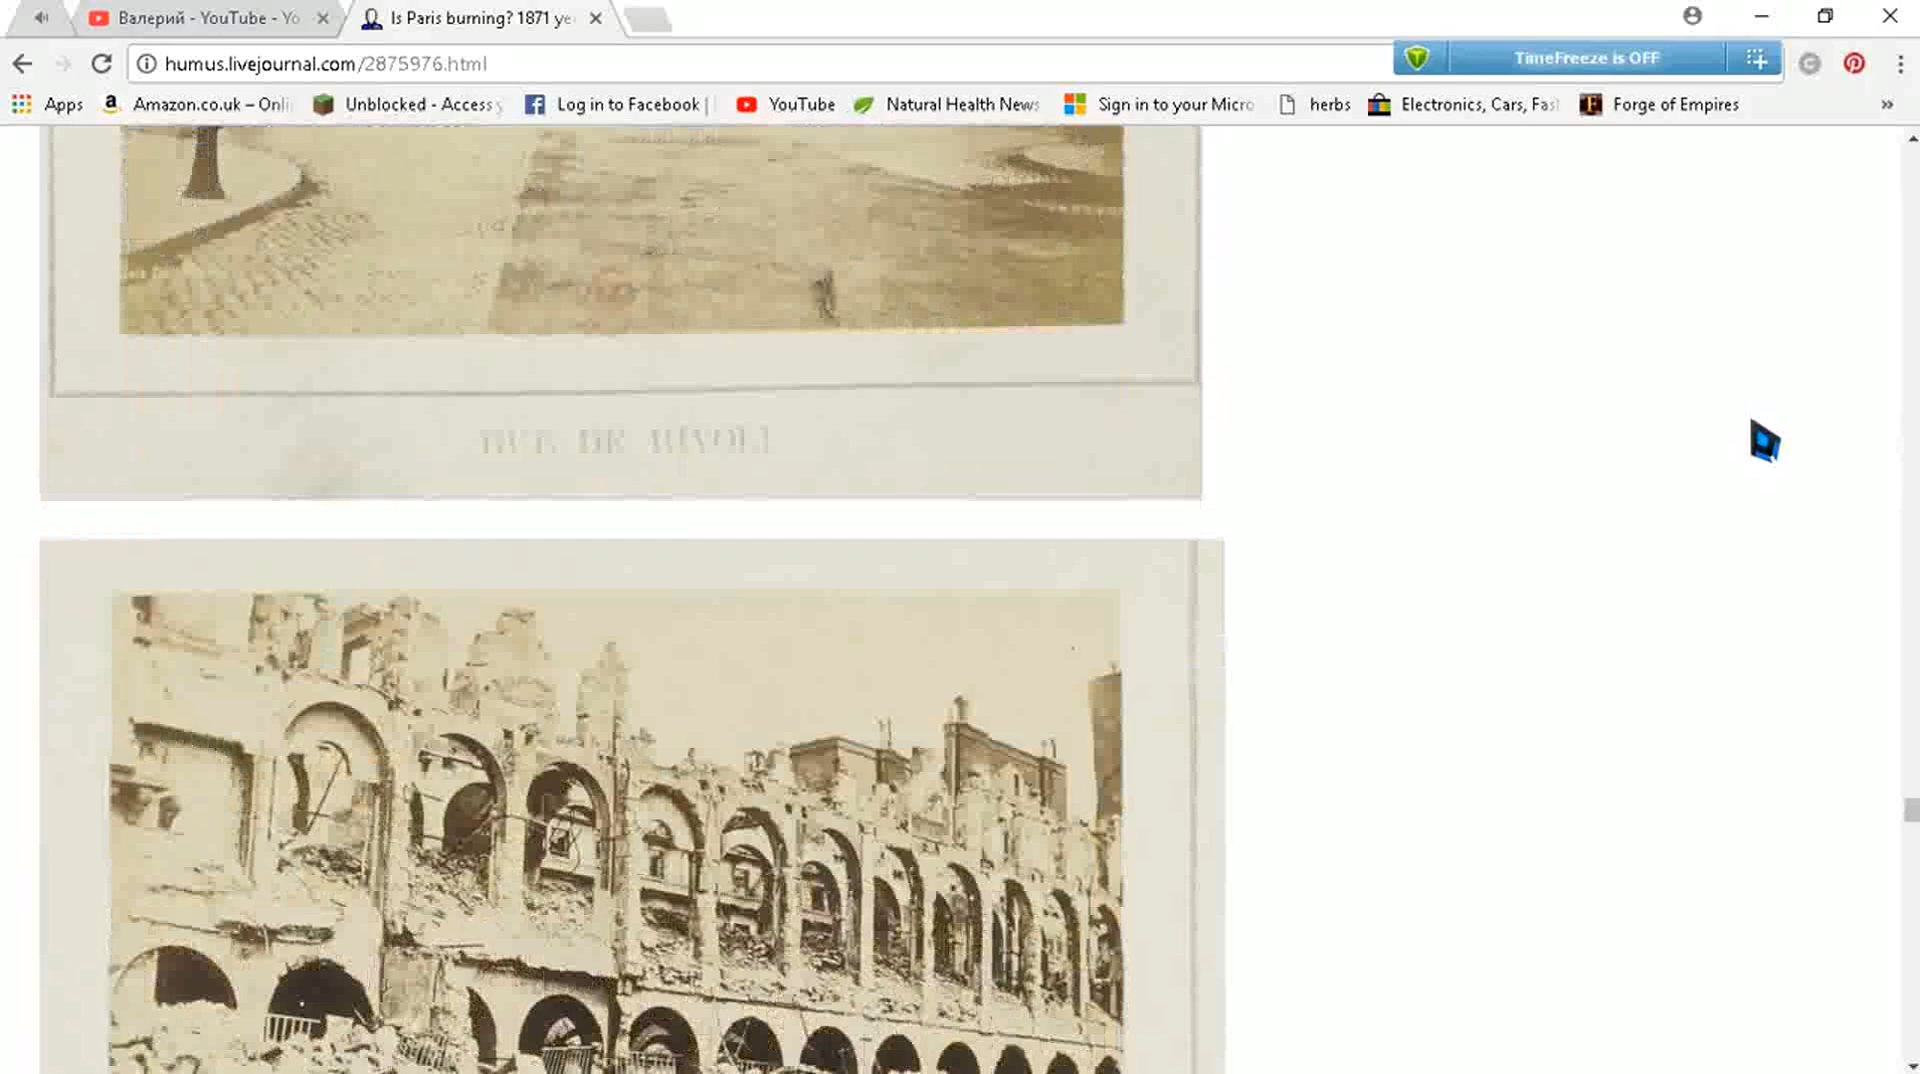 Валерий - YouTube - Yo
Is Paris burning? 1871 ye
humus.livejournal.com/2875976.html
TimeFreeze is OFF
Apps
Amazon.co.uk – Onli
Unblocked - Access y
Log in to Facebook |
YouTube
Natural Health News
Sign in to your Micro
herbs
Electronics, Cars, Fas
Forge of Empires
»
RUE DE RIVOLI